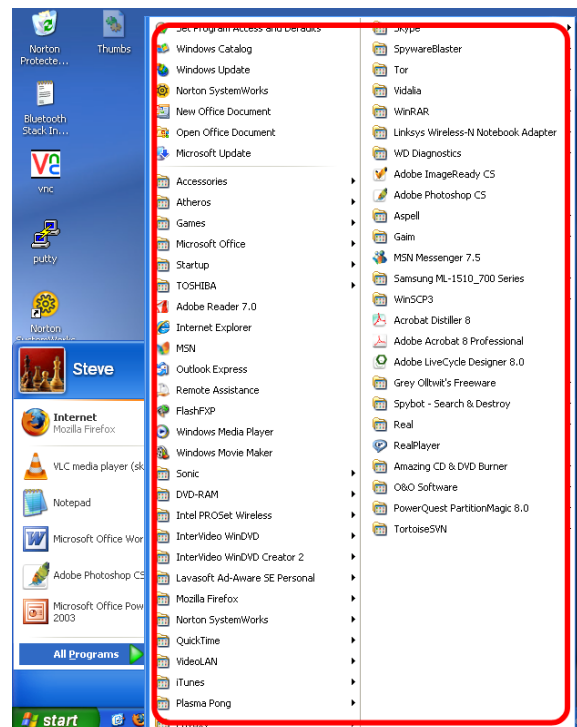 Norton
Protecte...
Thumbs
Bluetooth
Stack In...
vnc
putty
Norton
SystemWorks
Steve
Internet
Mozilla Firefox
VLC media player (sk
Notepad
Microsoft Office Wor
Adobe Photoshop CS
Microsoft Office Pow
2003
All Programs
start
Set Program Access and Defaults
Windows Catalog
Windows Update
Norton SystemWorks
New Office Document
Open Office Document
Microsoft Update
Accessories
Atheros
Games
Microsoft Office
Startup
TOSHIBA
Adobe Reader 7.0
Internet Explorer
MSN
Outlook Express
Remote Assistance
FlashFXP
Windows Media Player
Windows Movie Maker
Sonic
DVD-RAM
Intel PROSet Wireless
InterVideo WinDVD
InterVideo WinDVD Creator 2
Lavasoft Ad-Aware SE Personal
Mozilla Firefox
Norton SystemWorks
QuickTime
VideoLAN
iTunes
Plasma Pong
Skype
SpywareBlaster
Tor
Vidalia
WinRAR
Linksys Wireless-N Notebook Adapter
WD Diagnostics
Adobe ImageReady CS
Adobe Photoshop CS
Aspell
Gaim
MSN Messenger 7.5
Samsung ML-1510_700 Series
WinSCP3
Acrobat Distiller 8
Adobe Acrobat 8 Professional
Adobe LiveCycle Designer 8.0
Grey Olltwit's Freeware
Spybot - Search & Destroy
Real
RealPlayer
Amazing CD & DVD Burner
O&O Software
PowerQuest PartitionMagic 8.0
TortoiseSVN